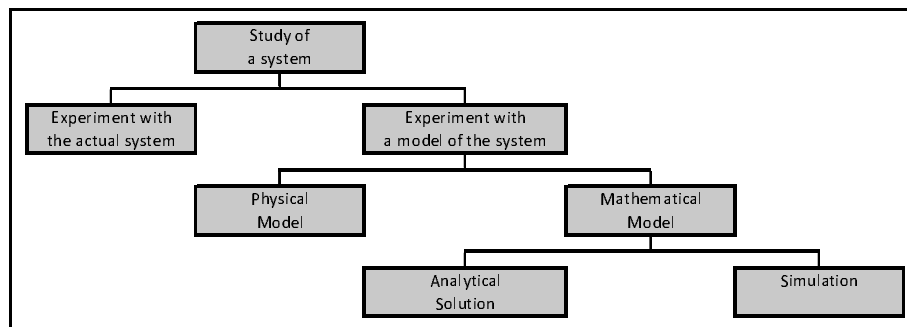 Study of
a system
Experiment with
the actual system
Experiment with
a model of the system
Physical
Model
Mathematical
Model
Analytical
Solution
Simulation